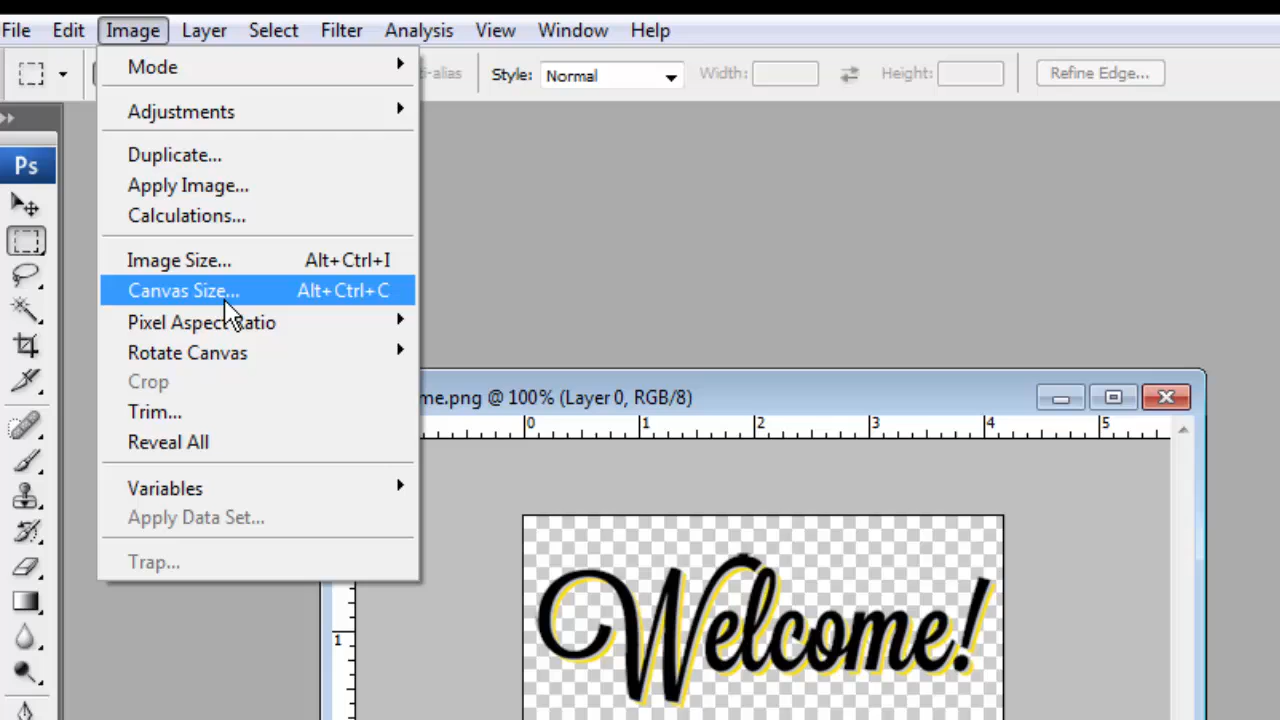 File Edit Image Layer Select Filter Analysis View Window Help
-alias Style: Normal Width: Height: Refine Edge...
Mode
Adjustments
Duplicate...
Apply Image...
Calculations...
Image Size... Alt+Ctrl+I
Canvas Size... Alt+Ctrl+C
Pixel Aspect Ratio
Rotate Canvas
Crop
Trim...
Reveal All
Variables
Apply Data Set...
Trap...
Ps
me.png @ 100% (Layer 0, RGB/8)
0 1 2 3 4 5
1
Welcome!